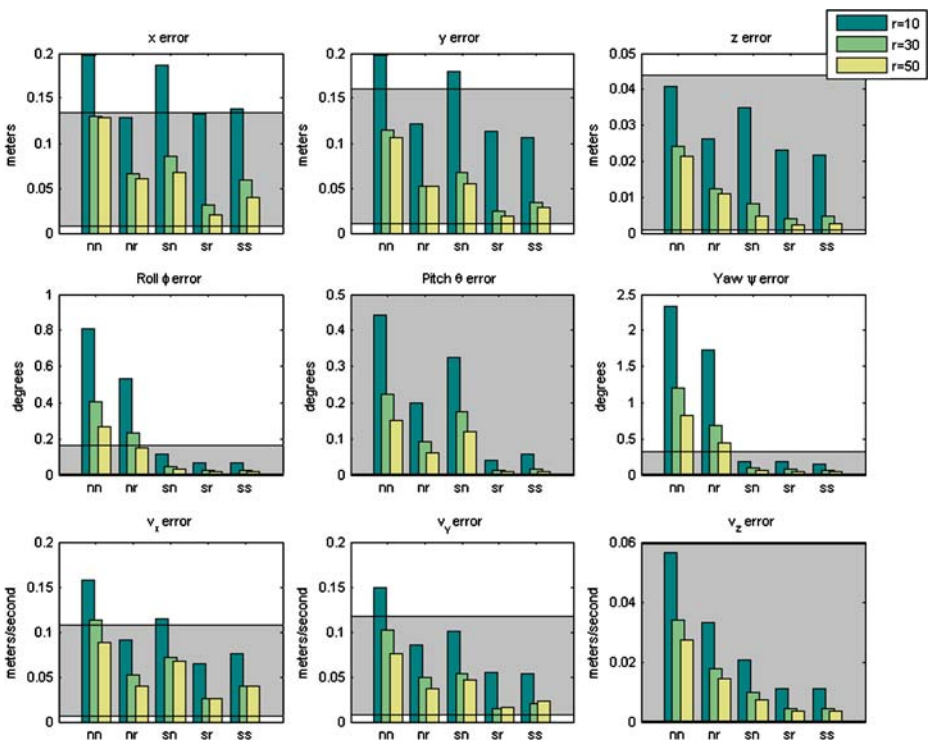 x error
y error
z error
r=10
r=30
r=50
0.2
0.15
0.1
0.05
0
meters
nn nr sn sr ss
0.2
0.15
0.1
0.05
0
meters
nn nr sn sr ss
0.05
0.04
0.03
0.02
0.01
0
meters
nn nr sn sr ss
Roll ϕ error
Pitch θ error
Yaw ψ error
1
0.8
0.6
0.4
0.2
0
degrees
nn nr sn sr ss
0.5
0.4
0.3
0.2
0.1
0
degrees
nn nr sn sr ss
2.5
2
1.5
1
0.5
0
degrees
nn nr sn sr ss
v_x error
v_y error
v_z error
0.2
0.15
0.1
0.05
0
meters/second
nn nr sn sr ss
0.2
0.15
0.1
0.05
0
meters/second
nn nr sn sr ss
0.06
0.04
0.02
0
meters/second
nn nr sn sr ss